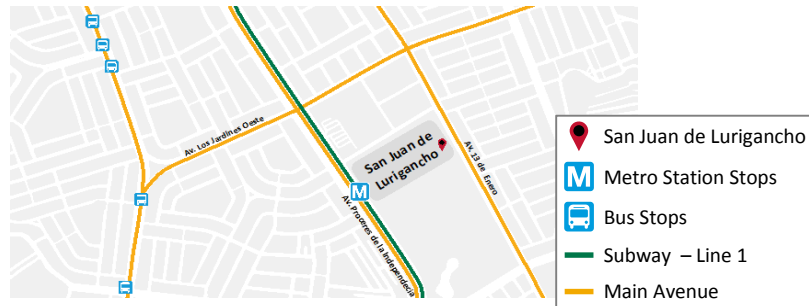 Av. Los Jardines Oeste
San Juan de
Lurigancho
Av. 13 de Enero
M
Av. Proceres de la Independecia
San Juan de Lurigancho
M
Metro Station Stops
Bus Stops
Subway – Line 1
Main Avenue